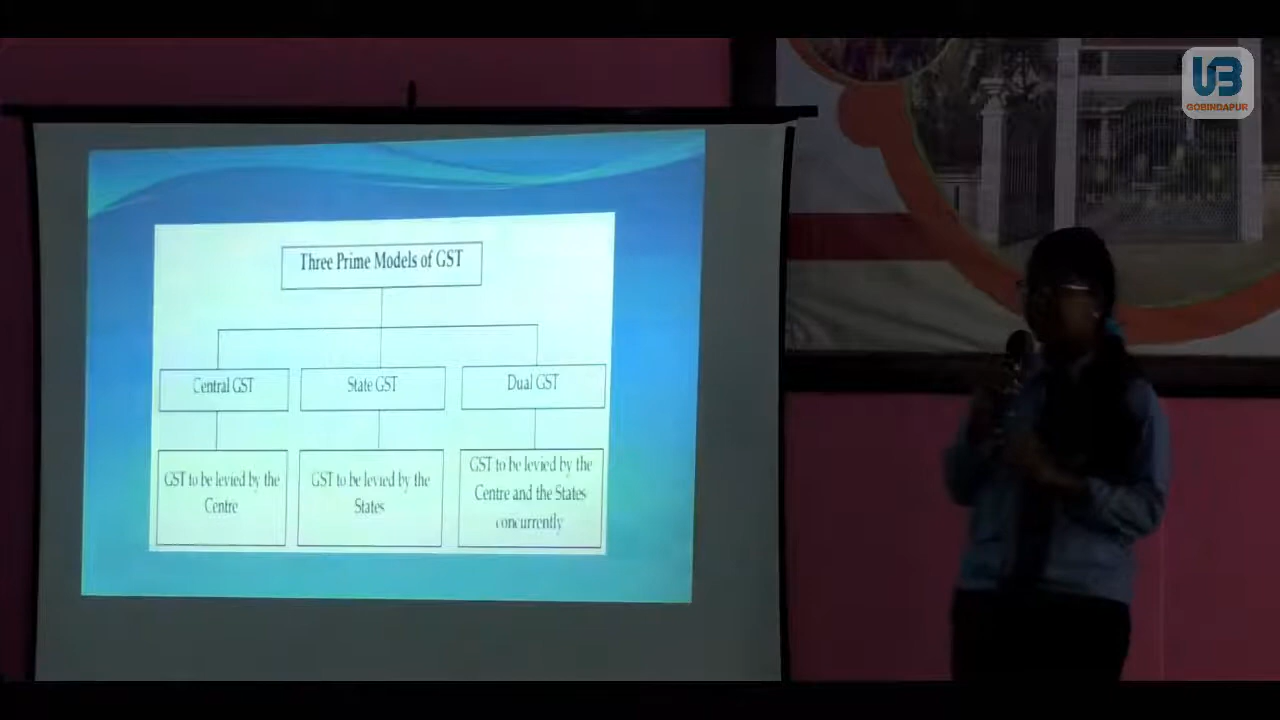 UB
GOBINDAPUR
Three Prime Models of GST
Central GST
State GST
Dual GST
GST to be levied by the
Centre
GST to be levied by the
States
GST to be levied by the
Centre and the States
concurrently